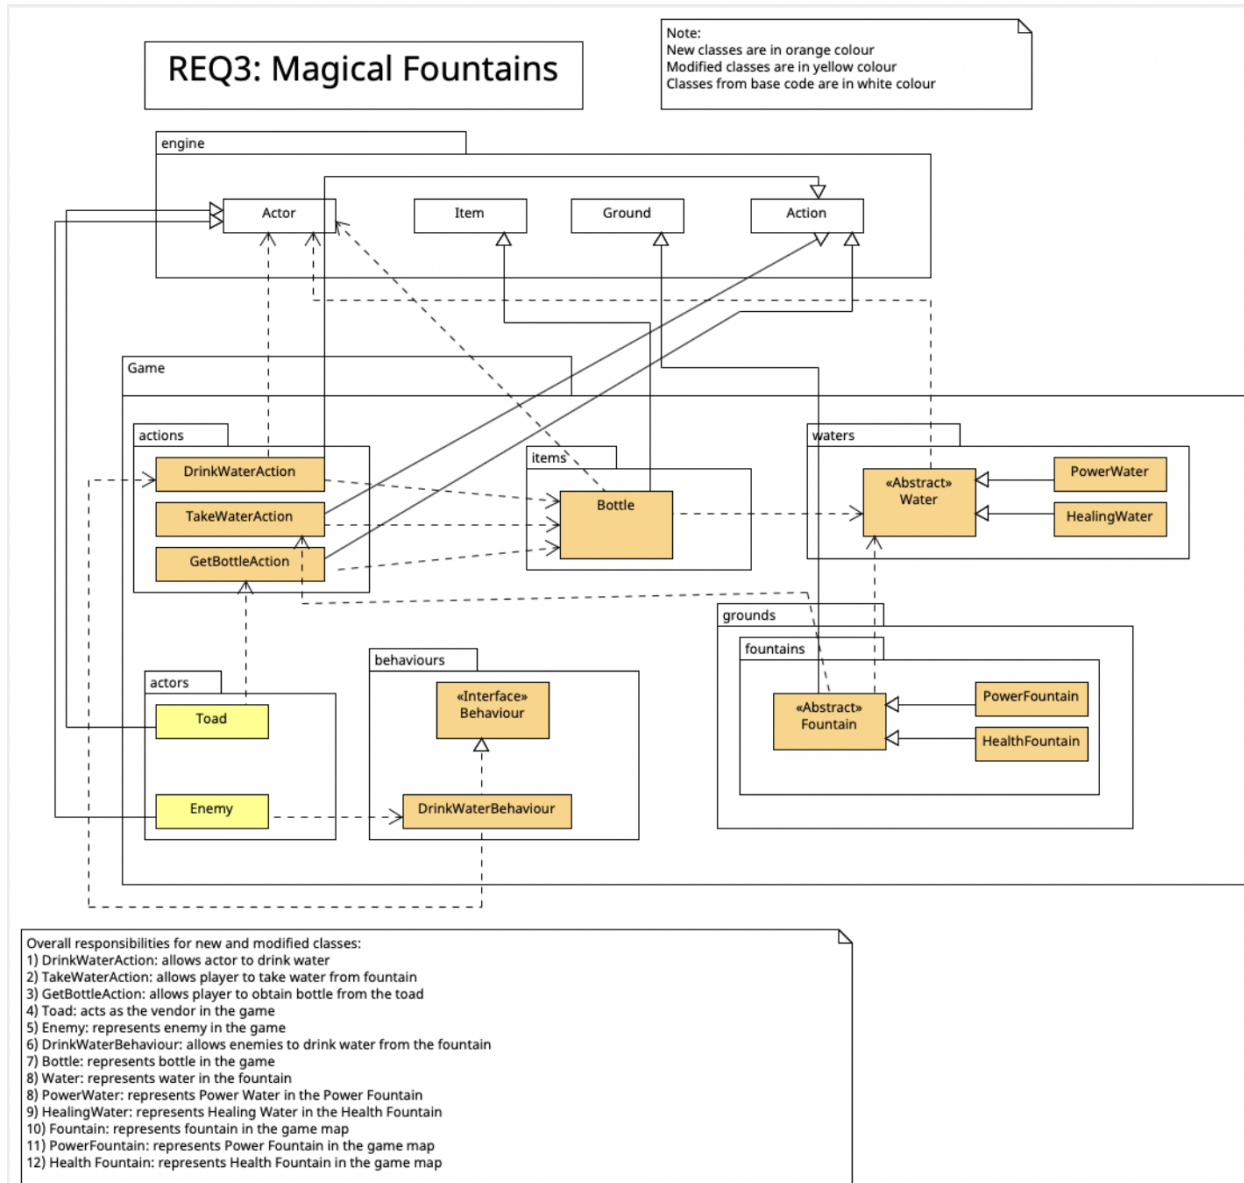 REQ3: Magical Fountains
Note:
New classes are in orange colour
Modified classes are in yellow colour
Classes from base code are in white colour
engine
Actor
Item
Ground
Action
Game
actions
DrinkWaterAction
TakeWaterAction
GetBottleAction
items
Bottle
waters
«Abstract»
Water
PowerWater
HealingWater
grounds
fountains
«Abstract»
Fountain
PowerFountain
HealthFountain
actors
Toad
Enemy
behaviours
«Interface»
Behaviour
DrinkWaterBehaviour
Overall responsibilities for new and modified classes:
1) DrinkWaterAction: allows actor to drink water
2) TakeWaterAction: allows player to take water from fountain
3) GetBottleAction: allows player to obtain bottle from the toad
4) Toad: acts as the vendor in the game
5) Enemy: represents enemy in the game
6) DrinkWaterBehaviour: allows enemies to drink water from the fountain
7) Bottle: represents bottle in the game
8) Water: represents water in the fountain
8) PowerWater: represents Power Water in the Power Fountain
9) HealingWater: represents Healing Water in the Health Fountain
10) Fountain: represents fountain in the game map
11) PowerFountain: represents Power Fountain in the game map
12) Health Fountain: represents Health Fountain in the game map